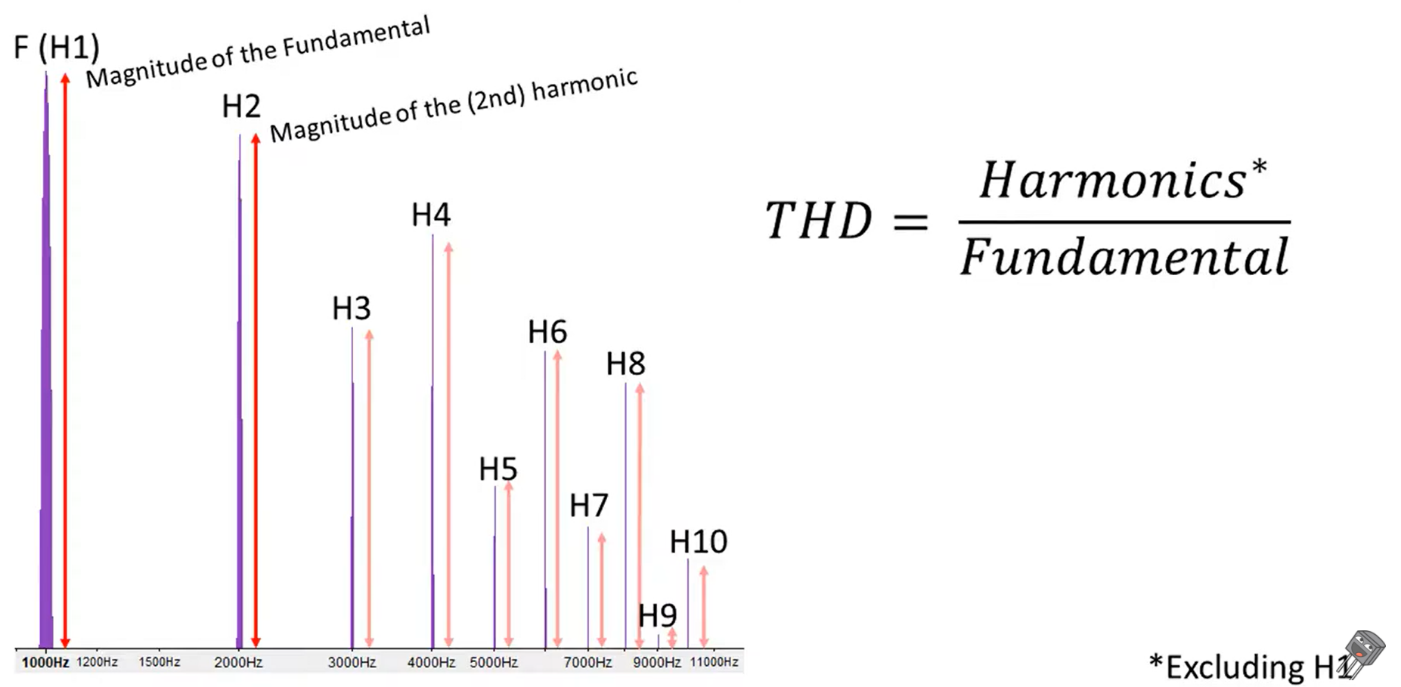 F (H1)
Magnitude of the Fundamental
H2
Magnitude of the (2nd) harmonic
H4
H3
H6
H8
H5
H7
H10
H9
1000Hz 1200Hz 1500Hz 2000Hz 3000Hz 4000Hz 5000Hz 7000Hz 9000Hz 11000Hz
THD = Harmonics* / Fundamental
*Excluding H1